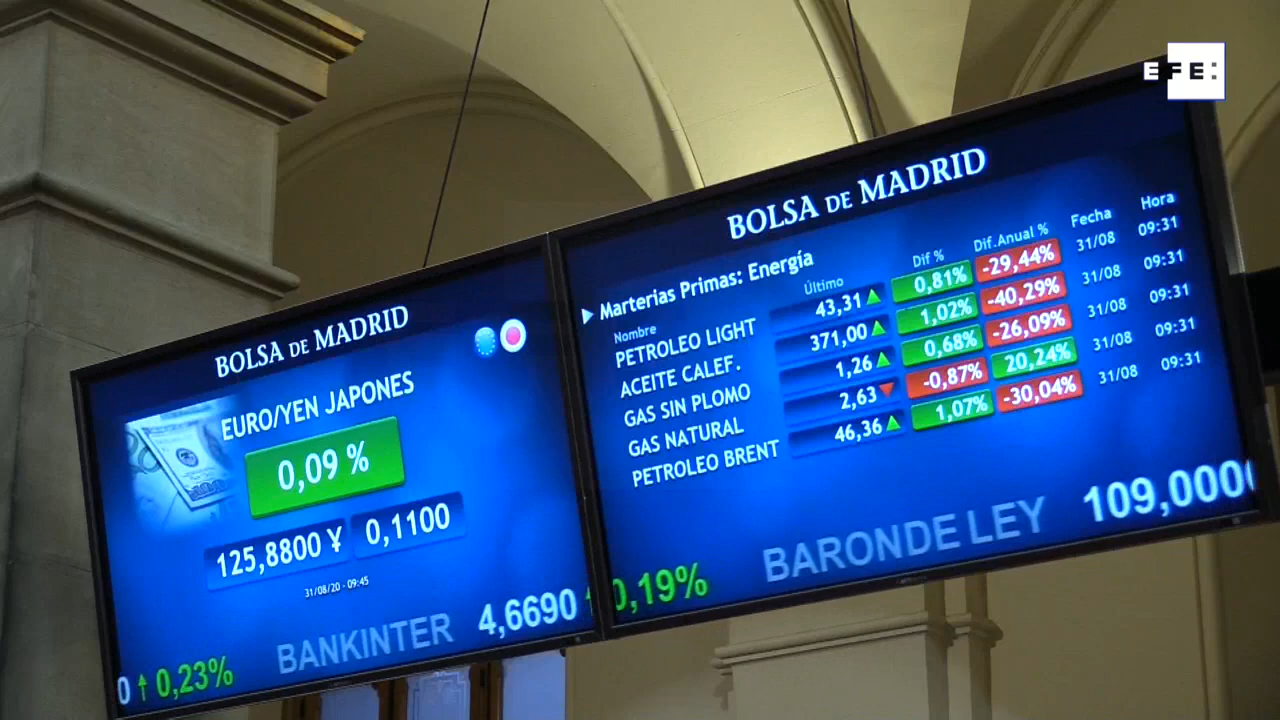 EFE:
BOLSA DE MADRID
EURO/YEN JAPONES
0,09 %
125,8800 ¥ 0,1100
31/08/20 - 09:45
BANKINTER 4,6690
0 ↑ 0,23%
BOLSA DE MADRID
Marterias Primas: Energía
Nombre Último Dif % Dif.Anual % Fecha Hora
PETROLEO LIGHT 43,31 ▲ 0,81% -29,44% 31/08 09:31
ACEITE CALEF. 371,00 ▲ 1,02% -40,29% 31/08 09:31
GAS SIN PLOMO 1,26 ▲ 0,68% -26,09% 31/08 09:31
GAS NATURAL 2,63 ▼ -0,87% 20,24% 31/08 09:31
PETROLEO BRENT 46,36 ▲ 1,07% -30,04% 31/08 09:31
0,19% BARONDE LEY 109,0000